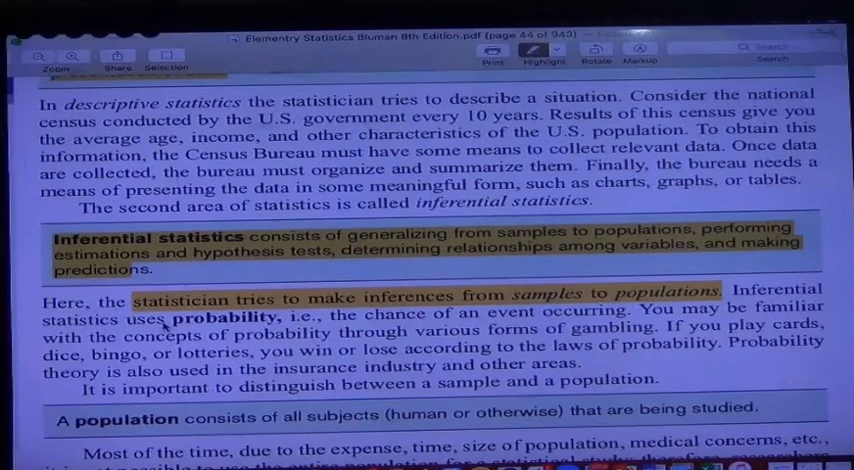 Elementry Statistics Bluman 8th Edition.pdf (page 44 of 943)
Zoom Share Selection Print Highlight Rotate Markup Search
Search
In descriptive statistics the statistician tries to describe a situation. Consider the national
census conducted by the U.S. government every 10 years. Results of this census give you
the average age, income, and other characteristics of the U.S. population. To obtain this
information, the Census Bureau must have some means to collect relevant data. Once data
are collected, the bureau must organize and summarize them. Finally, the bureau needs a
means of presenting the data in some meaningful form, such as charts, graphs, or tables.
The second area of statistics is called inferential statistics.
Inferential statistics consists of generalizing from samples to populations, performing
estimations and hypothesis tests, determining relationships among variables, and making
predictions.
Here, the statistician tries to make inferences from samples to populations. Inferential
statistics uses probability, i.e., the chance of an event occurring. You may be familiar
with the concepts of probability through various forms of gambling. If you play cards,
dice, bingo, or lotteries, you win or lose according to the laws of probability. Probability
theory is also used in the insurance industry and other areas.
It is important to distinguish between a sample and a population.
A population consists of all subjects (human or otherwise) that are being studied.
Most of the time, due to the expense, time, size of population, medical concerns, etc.,